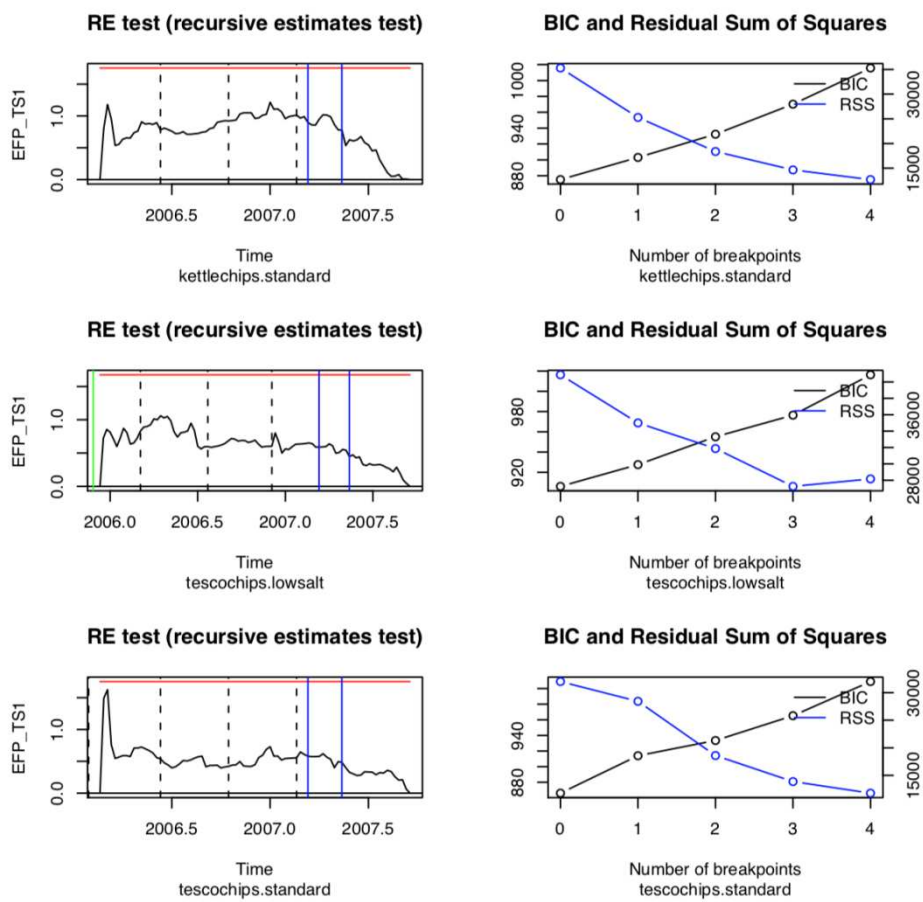 RE test (recursive estimates test)
EFP_TS1
0.0
1.0
2006.5
2007.0
2007.5
Time
kettlechips.standard
BIC and Residual Sum of Squares
880
940
1000
BIC
RSS
15000
30000
0
1
2
3
4
Number of breakpoints
kettlechips.standard
RE test (recursive estimates test)
EFP_TS1
0.0
1.0
2006.0
2006.5
2007.0
2007.5
Time
tescochips.lowsalt
BIC and Residual Sum of Squares
920
980
BIC
RSS
28000
36000
0
1
2
3
4
Number of breakpoints
tescochips.lowsalt
RE test (recursive estimates test)
EFP_TS1
0.0
1.0
2006.5
2007.0
2007.5
Time
tescochips.standard
BIC and Residual Sum of Squares
880
940
BIC
RSS
15000
30000
0
1
2
3
4
Number of breakpoints
tescochips.standard